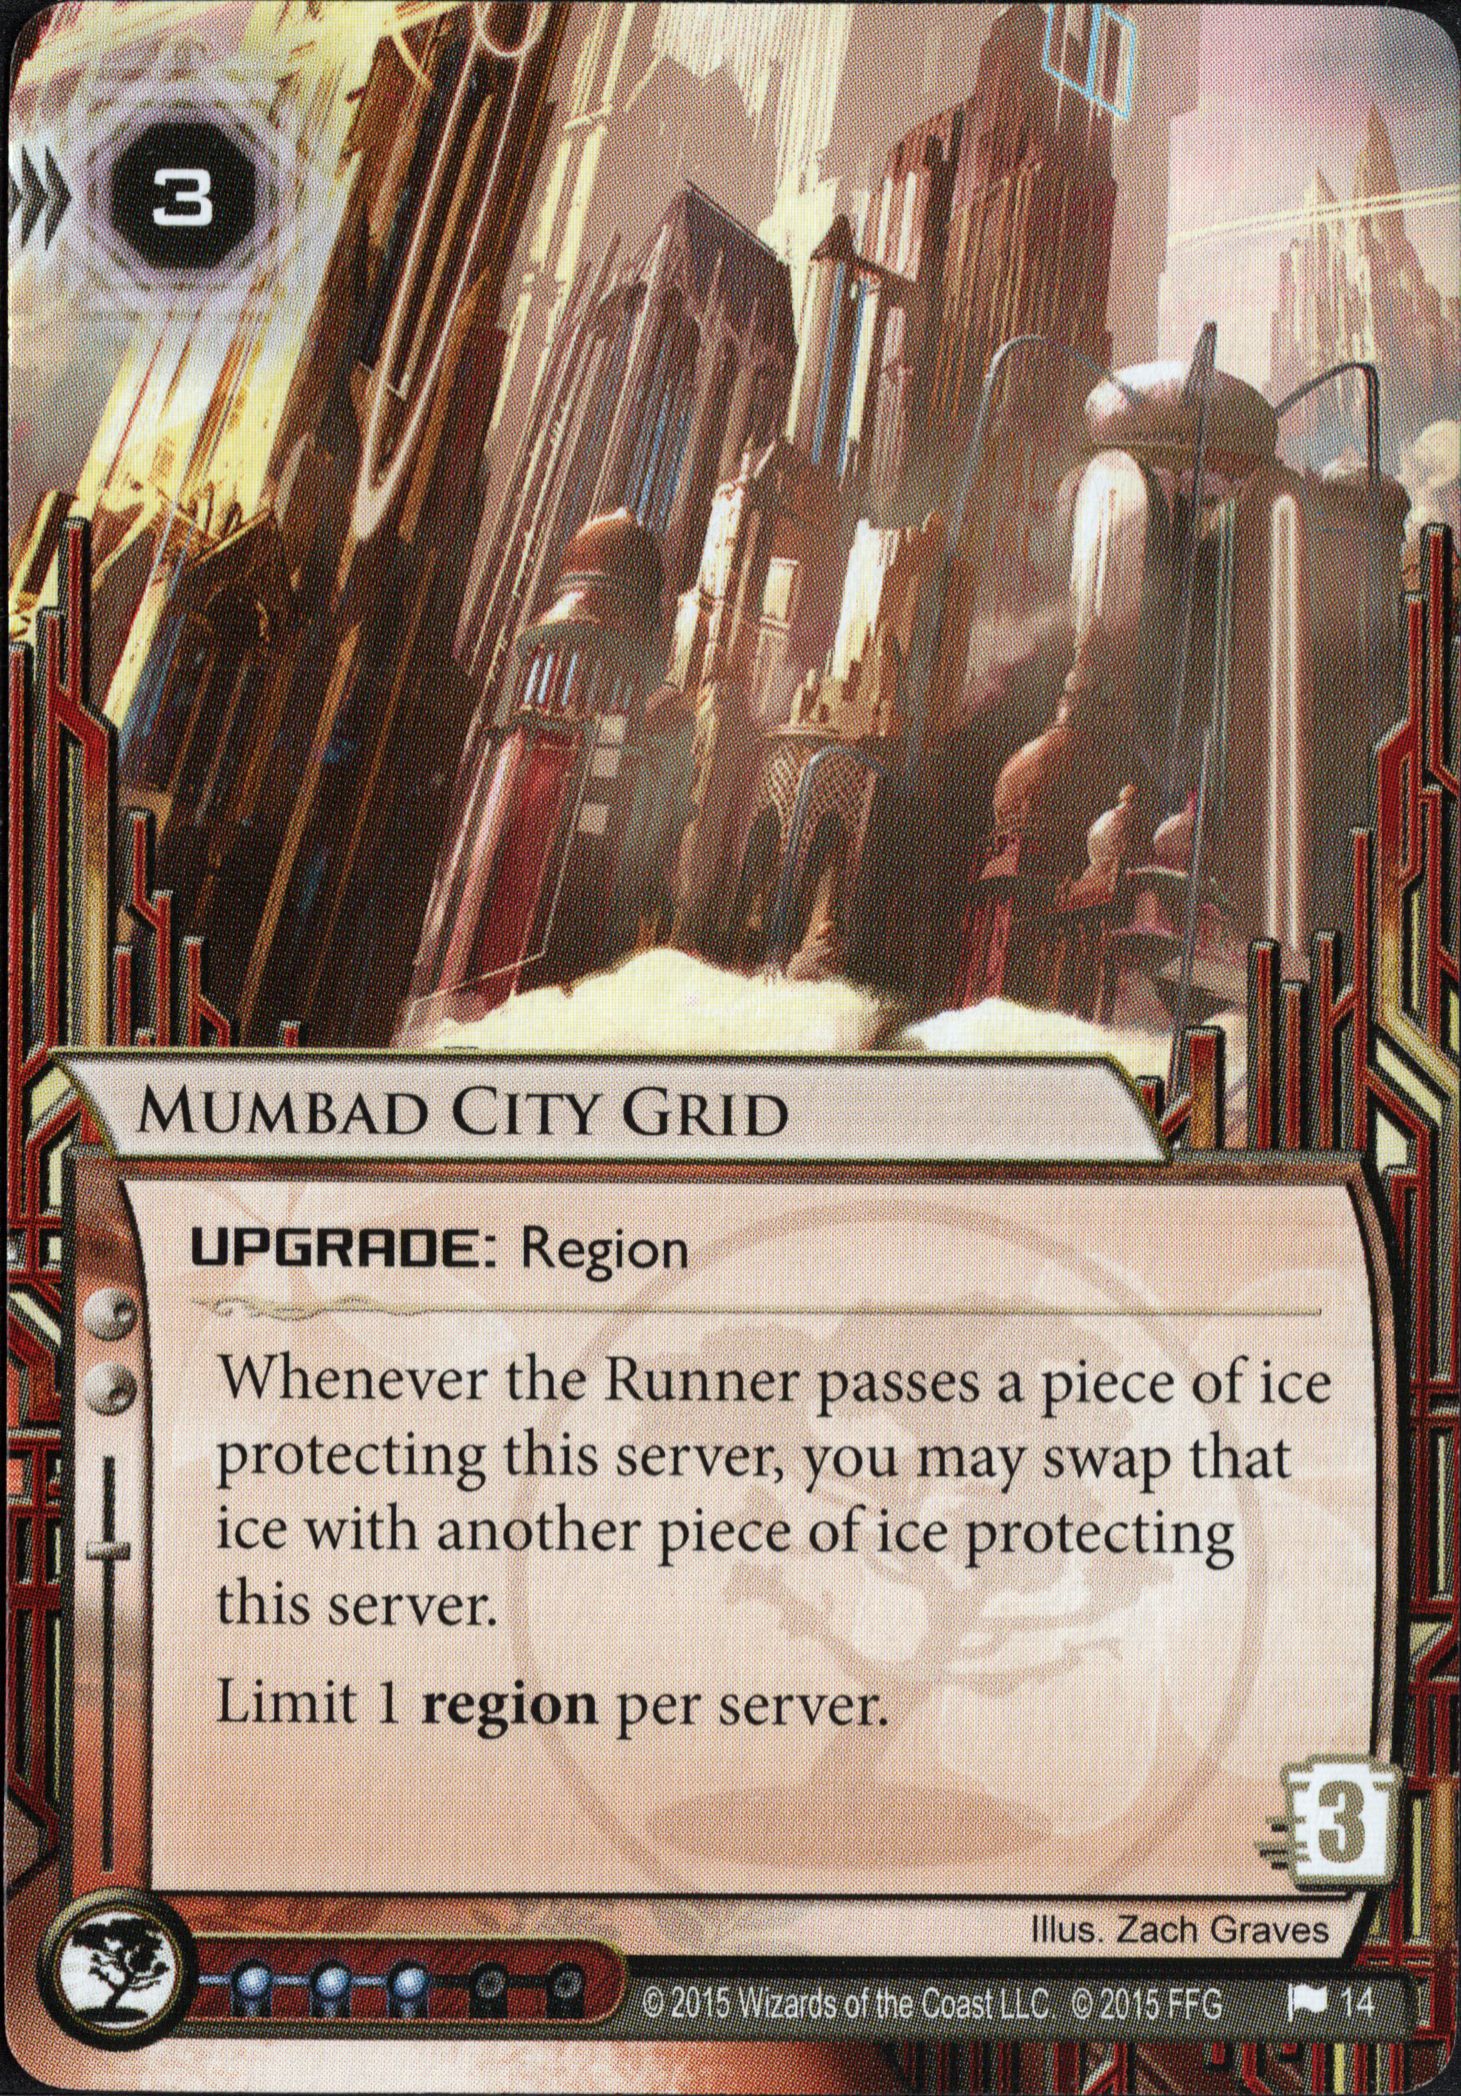 3
MUMBAD CITY GRID
UPGRADE: Region
Whenever the Runner passes a piece of ice
protecting this server, you may swap that
ice with another piece of ice protecting
this server.
Limit 1 region per server.
3
Illus. Zach Graves
© 2015 Wizards of the Coast LLC. © 2015 FFG 14